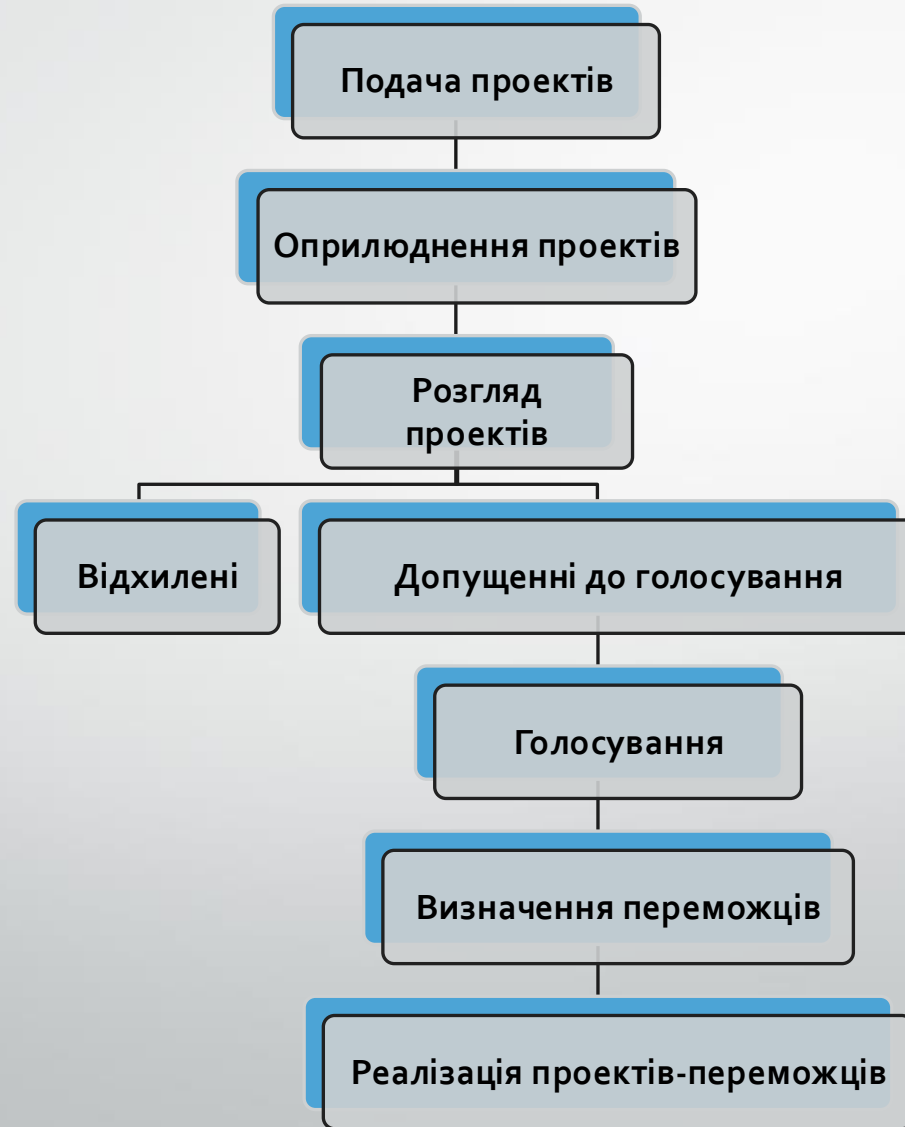 Подача проектів
Оприлюднення проектів
Розгляд
проектів
Відхилені
Допущенні до голосування
Голосування
Визначення переможців
Реалізація проектів-переможців